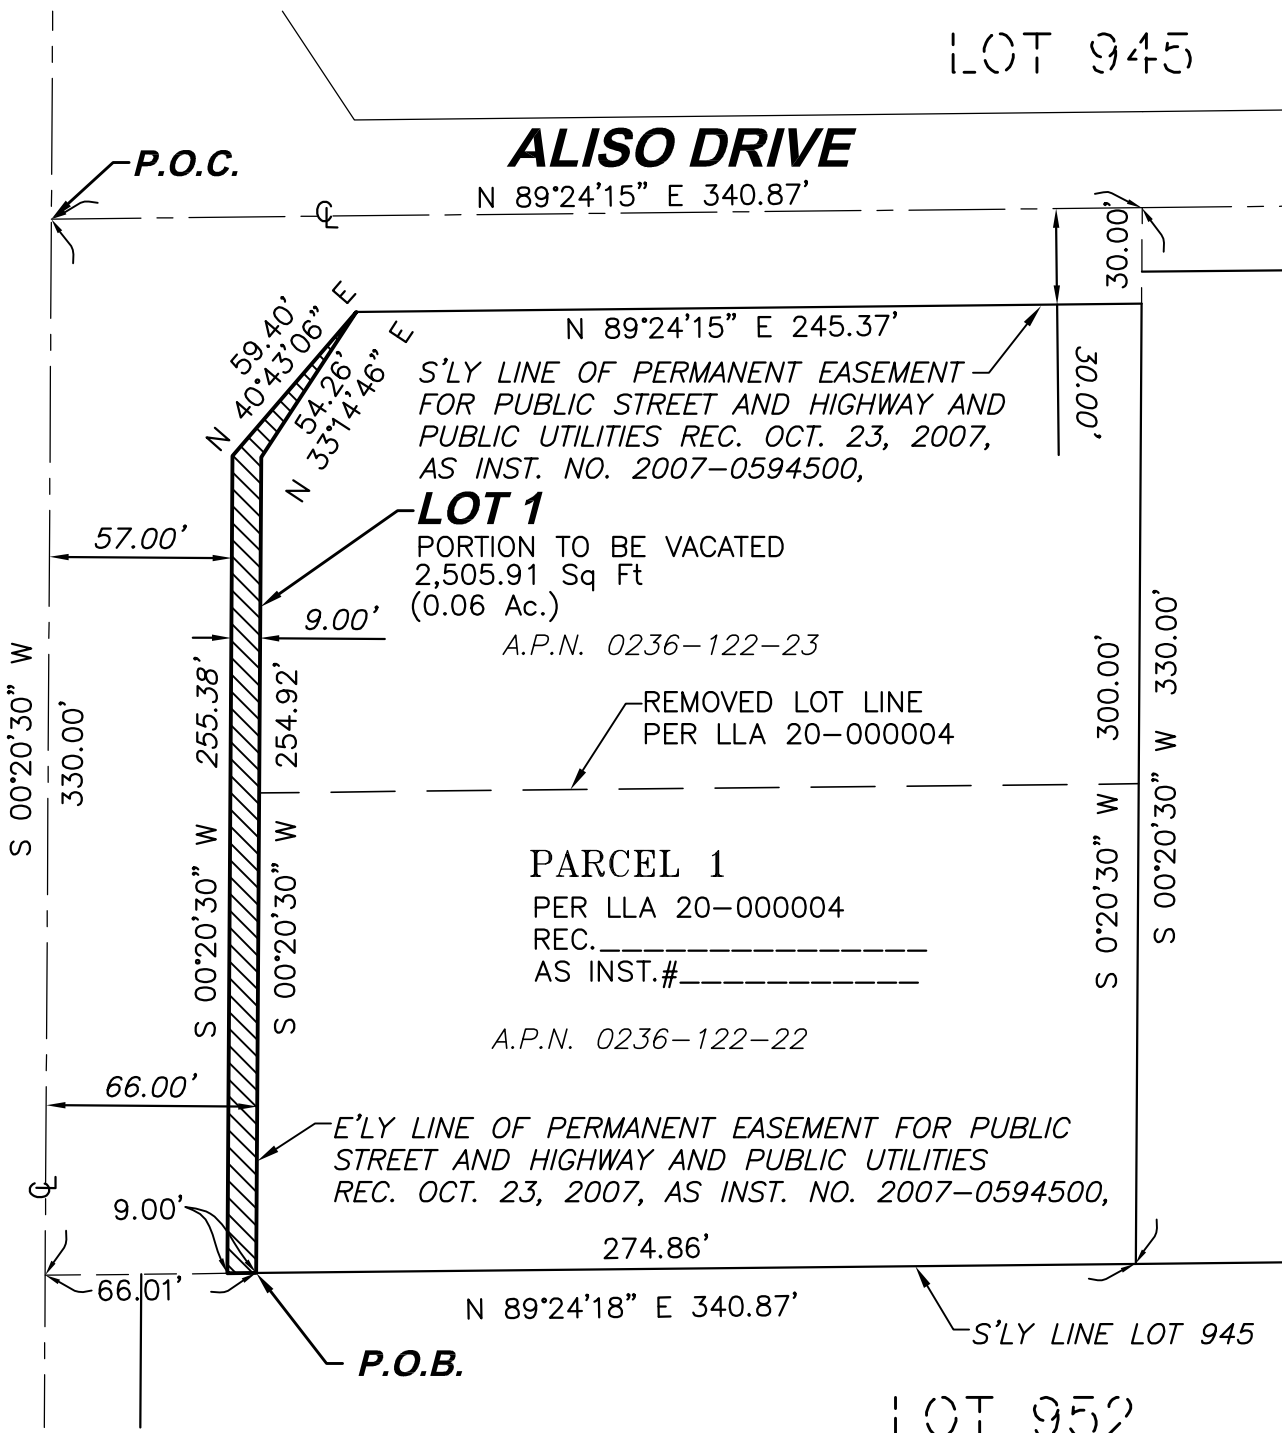 LOT 945
ALISO DRIVE
P.O.C.
N 89°24'15" E 340.87'
℄
30.00'
59.40'
N 40°43'06" E
54.26'
N 33°14'46" E
N 89°24'15" E 245.37'
30.00'
S'LY LINE OF PERMANENT EASEMENT
FOR PUBLIC STREET AND HIGHWAY AND
PUBLIC UTILITIES REC. OCT. 23, 2007,
AS INST. NO. 2007-0594500,
LOT 1
PORTION TO BE VACATED
2,505.91 Sq Ft
(0.06 Ac.)
57.00'
9.00'
A.P.N. 0236-122-23
S 00°20'30" W
330.00'
S 00°20'30" W 255.38'
S 00°20'30" W 254.92'
REMOVED LOT LINE
PER LLA 20-000004
S 0°20'30" W 300.00'
S 00°20'30" W 330.00'
PARCEL 1
PER LLA 20-000004
REC.________________
AS INST.#____________
A.P.N. 0236-122-22
66.00'
E'LY LINE OF PERMANENT EASEMENT FOR PUBLIC
STREET AND HIGHWAY AND PUBLIC UTILITIES
REC. OCT. 23, 2007, AS INST. NO. 2007-0594500,
℄
9.00'
274.86'
66.01'
N 89°24'18" E 340.87'
S'LY LINE LOT 945
P.O.B.
LOT 952